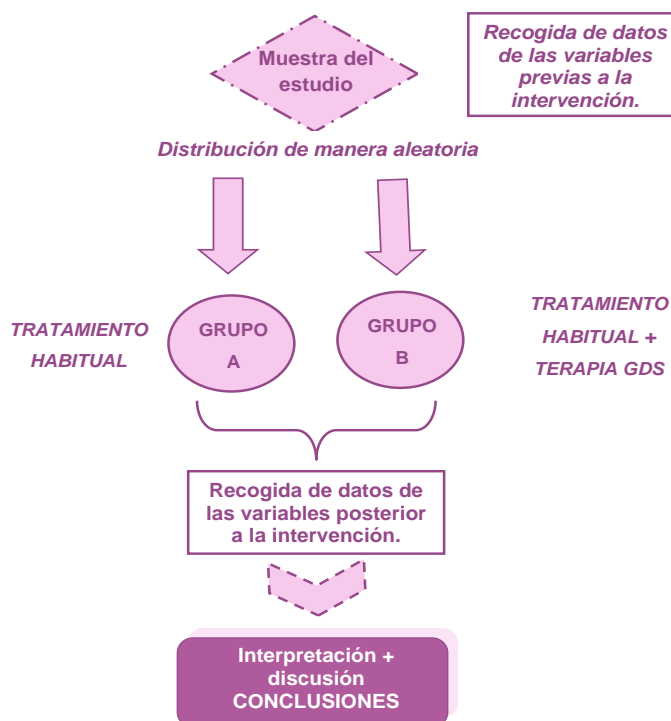 Muestra del
estudio
Recogida de datos
de las variables
previas a la
intervención.
Distribución de manera aleatoria
TRATAMIENTO
HABITUAL
GRUPO
A
GRUPO
B
TRATAMIENTO
HABITUAL +
TERAPIA GDS
Recogida de datos de
las variables posterior
a la intervención.
Interpretación +
discusión
CONCLUSIONES